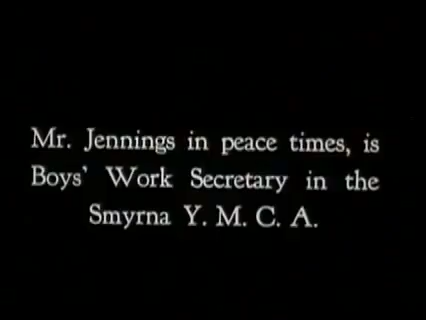 Mr. Jennings in peace times, is
Boys' Work Secretary in the
Smyrna Y. M. C. A.